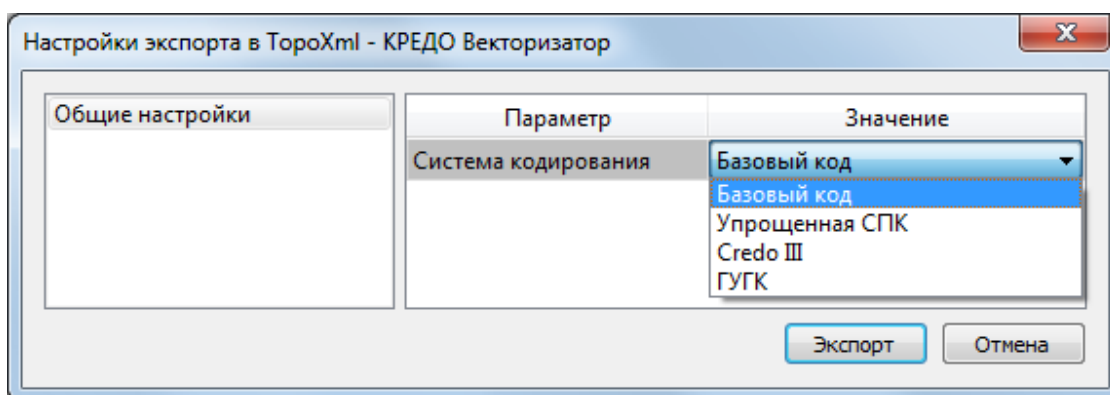 Настройки экспорта в TopoXml - КРЕДО Векторизатор
Общие настройки
Параметр Значение
Система кодирования Базовый код
Базовый код
Упрощенная СПК
Credo III
ГУГК
Экспорт Отмена